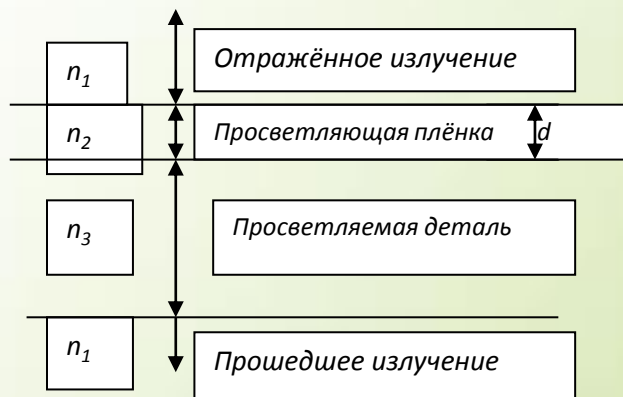 n₁ Отражённое излучение
n₂ Просветляющая плёнка d
n₃ Просветляемая деталь
n₁ Прошедшее излучение